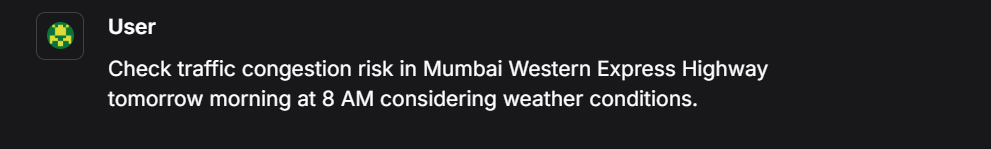 User
Check traffic congestion risk in Mumbai Western Express Highway
tomorrow morning at 8 AM considering weather conditions.